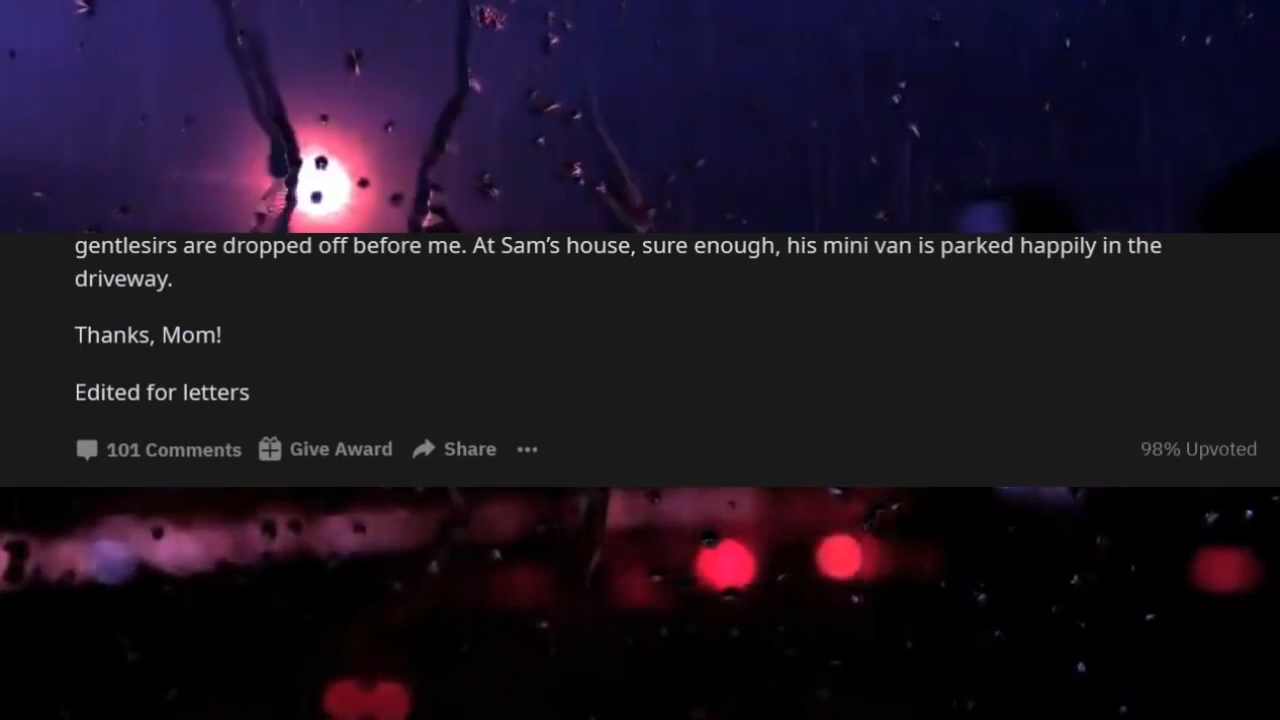 gentlesirs are dropped off before me. At Sam’s house, sure enough, his mini van is parked happily in the
driveway.
Thanks, Mom!
Edited for letters
101 Comments Give Award Share ••• 98% Upvoted